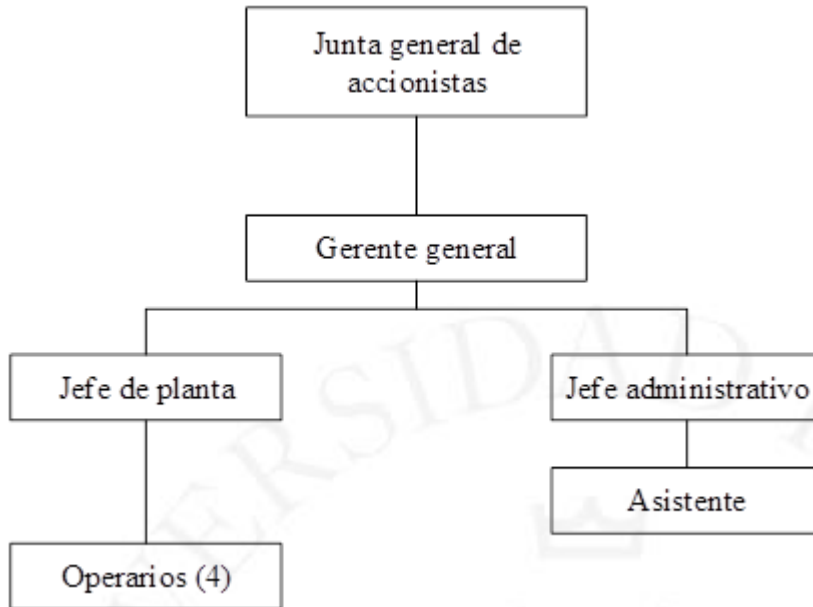 Junta general de
accionistas
Gerente general
Jefe de planta
Jefe administrativo
Asistente
Operarios (4)